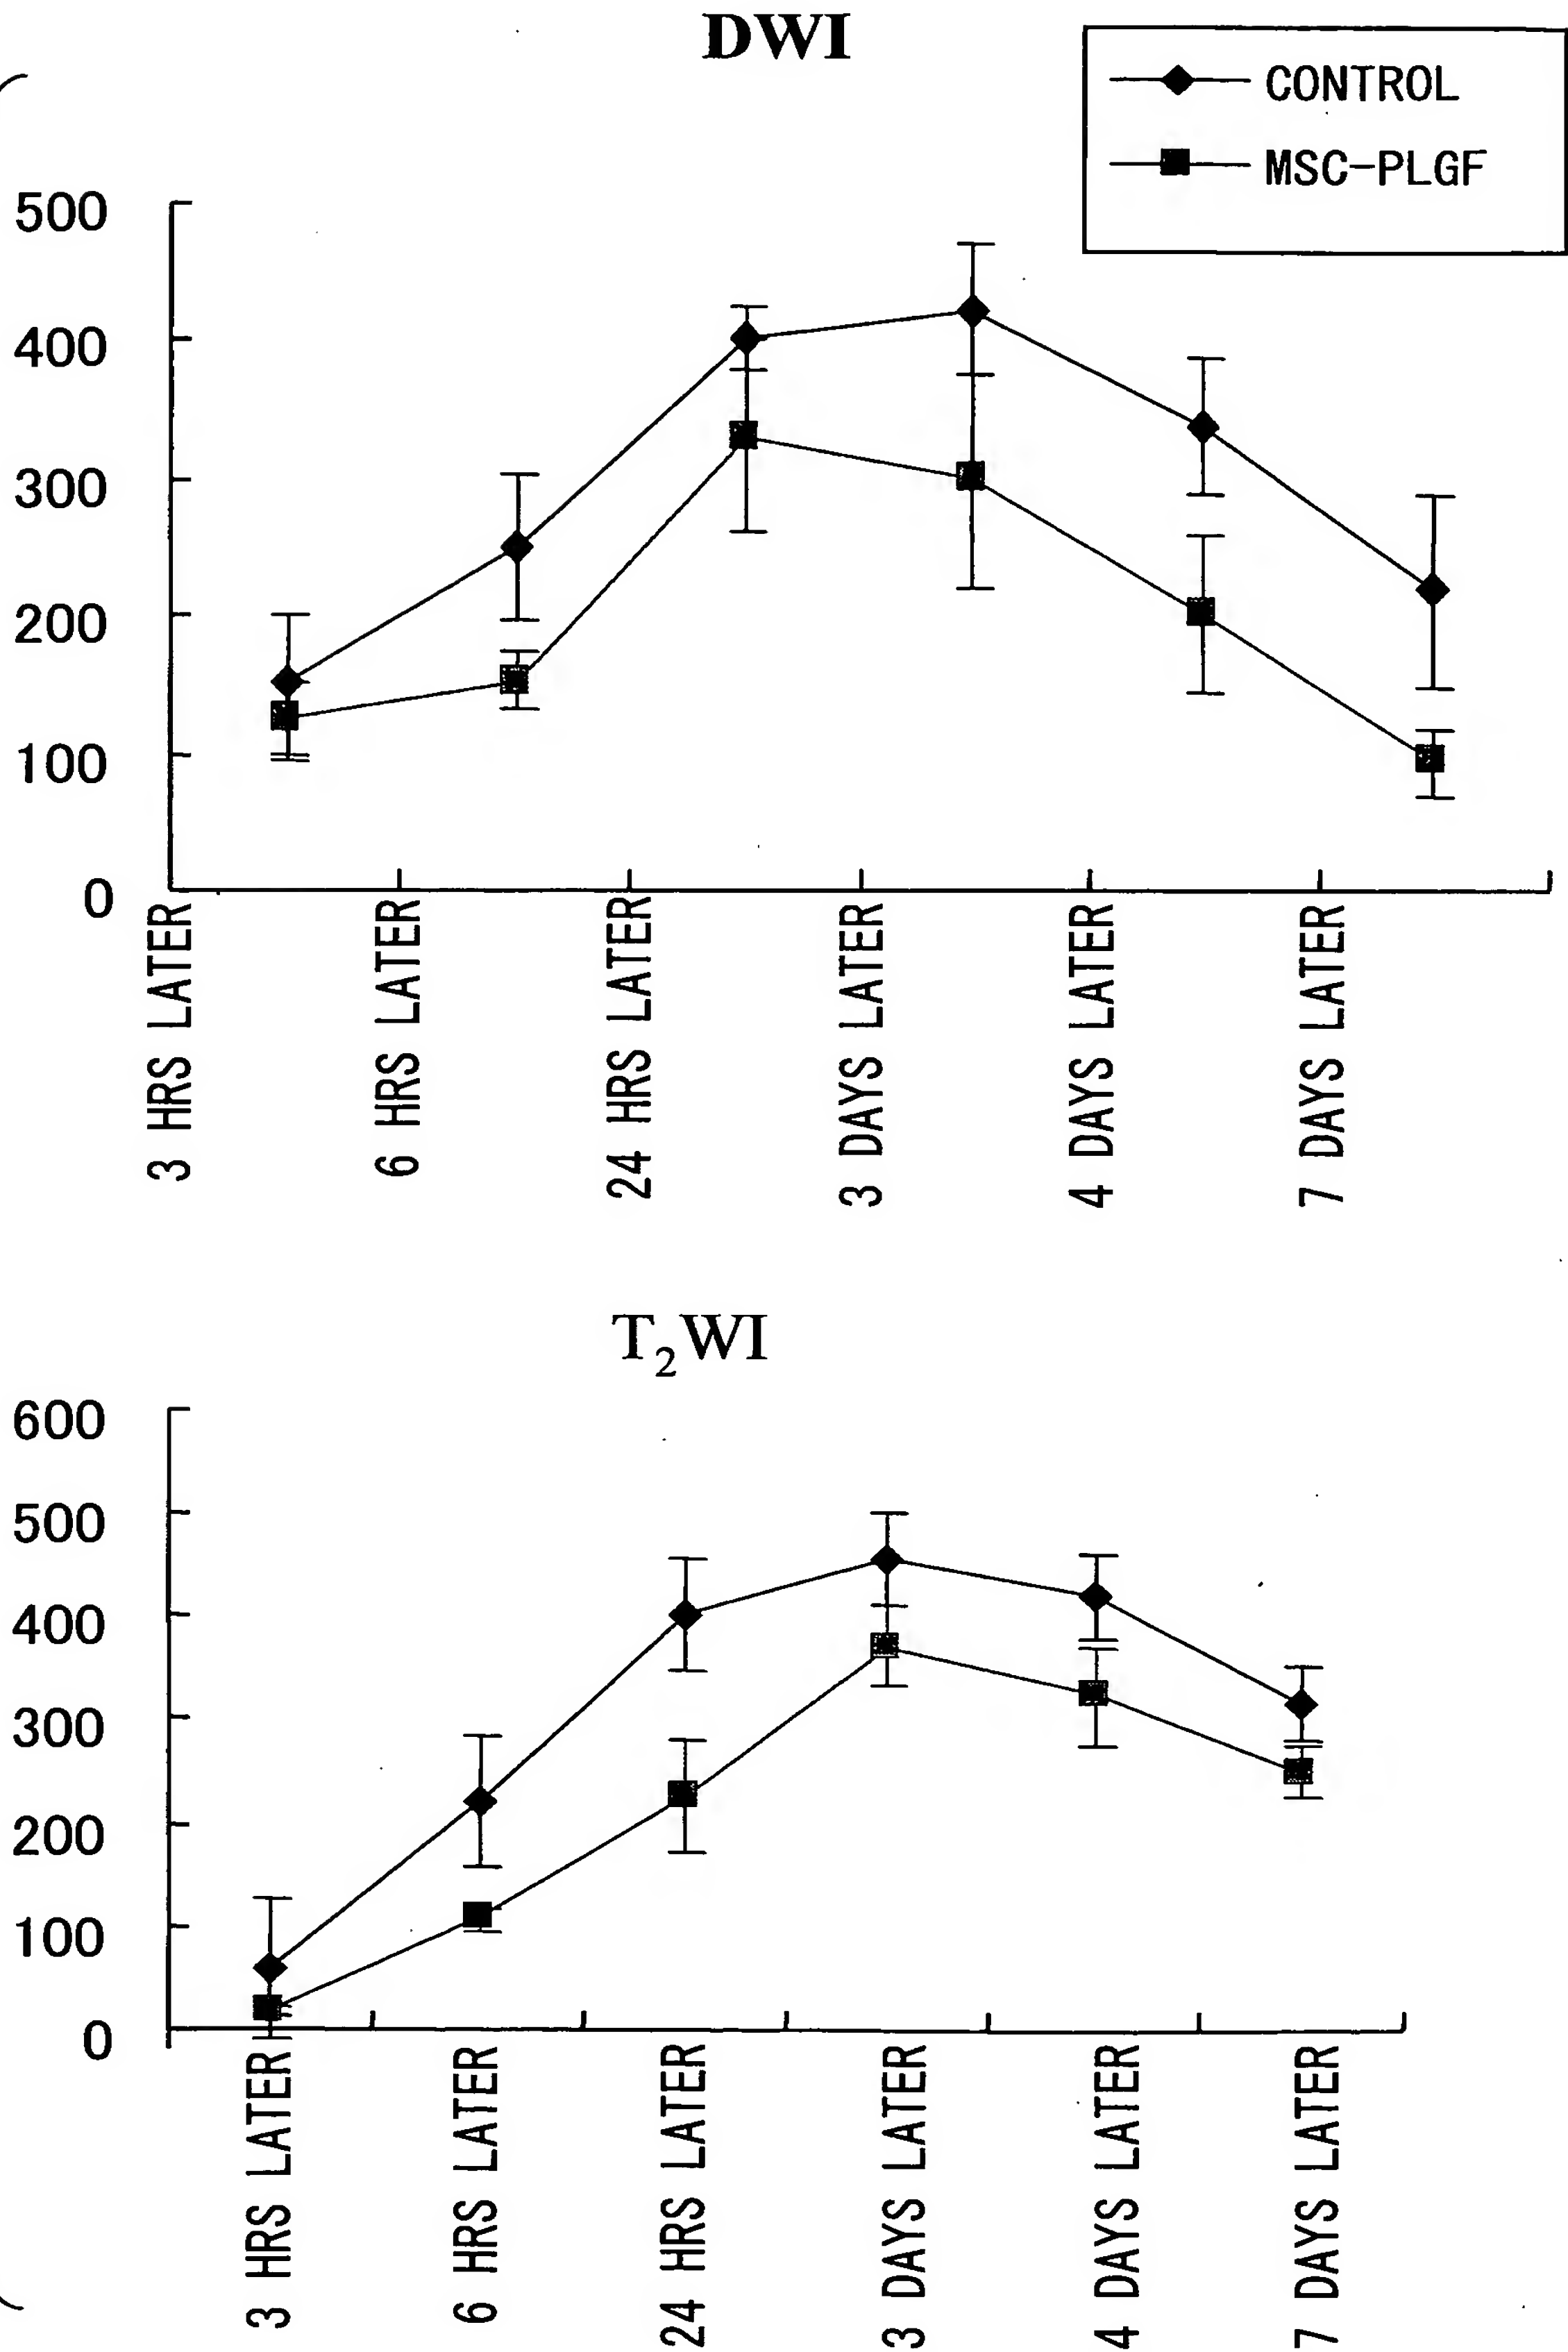 DWI
CONTROL
MSC-PLGF
500
400
300
200
100
0
3 HRS LATER
6 HRS LATER
24 HRS LATER
3 DAYS LATER
4 DAYS LATER
7 DAYS LATER
T₂WI
600
500
400
300
200
100
0
3 HRS LATER
6 HRS LATER
24 HRS LATER
3 DAYS LATER
4 DAYS LATER
7 DAYS LATER